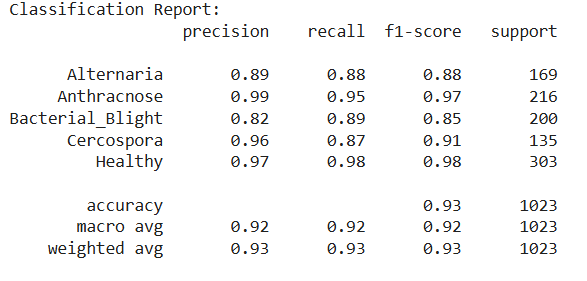 Classification Report:
precision recall f1-score support
Alternaria 0.89 0.88 0.88 169
Anthracnose 0.99 0.95 0.97 216
Bacterial_Blight 0.82 0.89 0.85 200
Cercospora 0.96 0.87 0.91 135
Healthy 0.97 0.98 0.98 303
accuracy 0.93 1023
macro avg 0.92 0.92 0.92 1023
weighted avg 0.93 0.93 0.93 1023